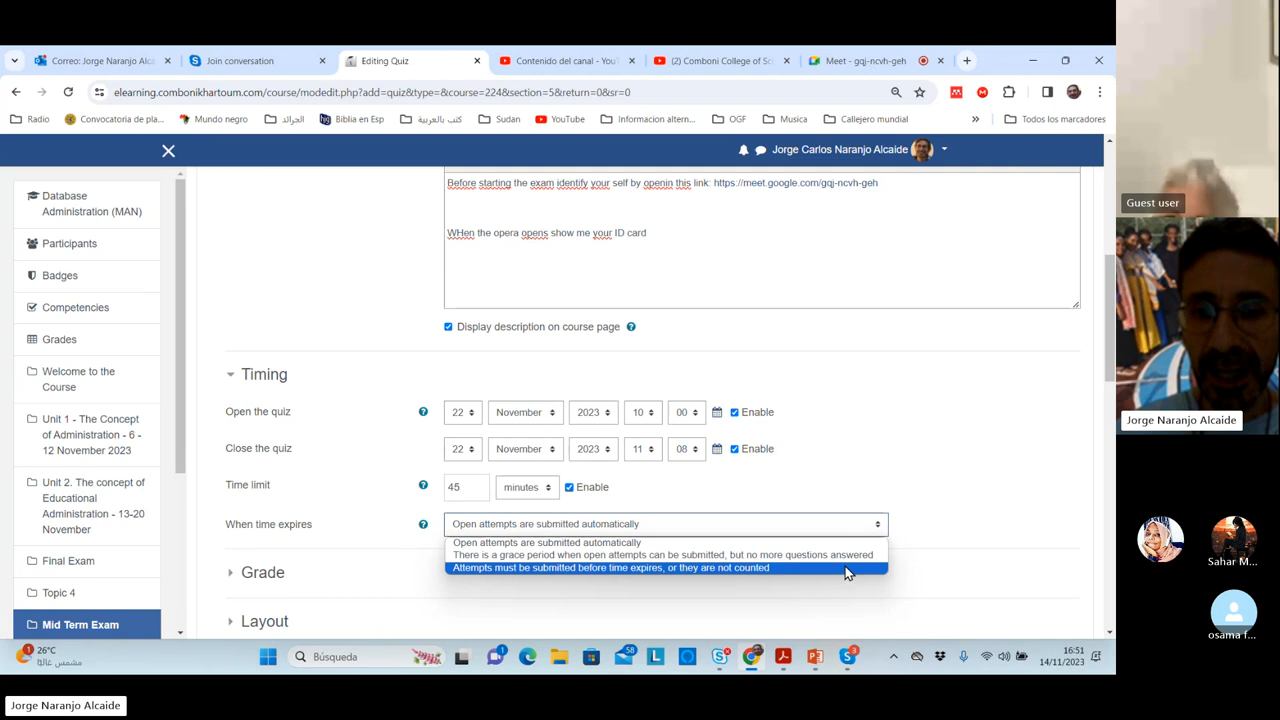 Correo: Jorge Naranjo Alca
Join conversation
Editing Quiz
Contenido del canal - You
(2) Comboni College of Sc
Meet - gqj-ncvh-geh
elearning.combonikhartoum.com/course/modedit.php?add=quiz&type=&course=224&section=5&return=0&sr=0
Radio
Convocatoria de pla...
Mundo negro
الجرائد
Biblia en Esp
كتب بالعربية
Sudan
YouTube
Informacion altern...
OGF
Musica
Callejero mundial
»
Todos los marcadores
Jorge Carlos Naranjo Alcaide
Database
Administration (MAN)
Participants
Badges
Competencies
Grades
Welcome to the
Course
Unit 1 - The Concept
of Administration - 6 -
12 November 2023
Unit 2. The concept of
Educational
Administration - 13-20
November
Final Exam
Topic 4
Mid Term Exam
Before starting the exam identify your self by openin this link: https://meet.google.com/gqj-ncvh-geh
WHen the opera opens show me your ID card
Display description on course page
Timing
Open the quiz
22 November 2023 10 00 Enable
Close the quiz
22 November 2023 11 08 Enable
Time limit
45 minutes Enable
When time expires
Open attempts are submitted automatically
Open attempts are submitted automatically
There is a grace period when open attempts can be submitted, but no more questions answered
Attempts must be submitted before time expires, or they are not counted
Grade
Layout
Guest user
Jorge Naranjo Alcaide
Sahar M...
osama f...
1
26°C
مشمس غالبًا
Búsqueda
58
3
16:51
14/11/2023
Jorge Naranjo Alcaide